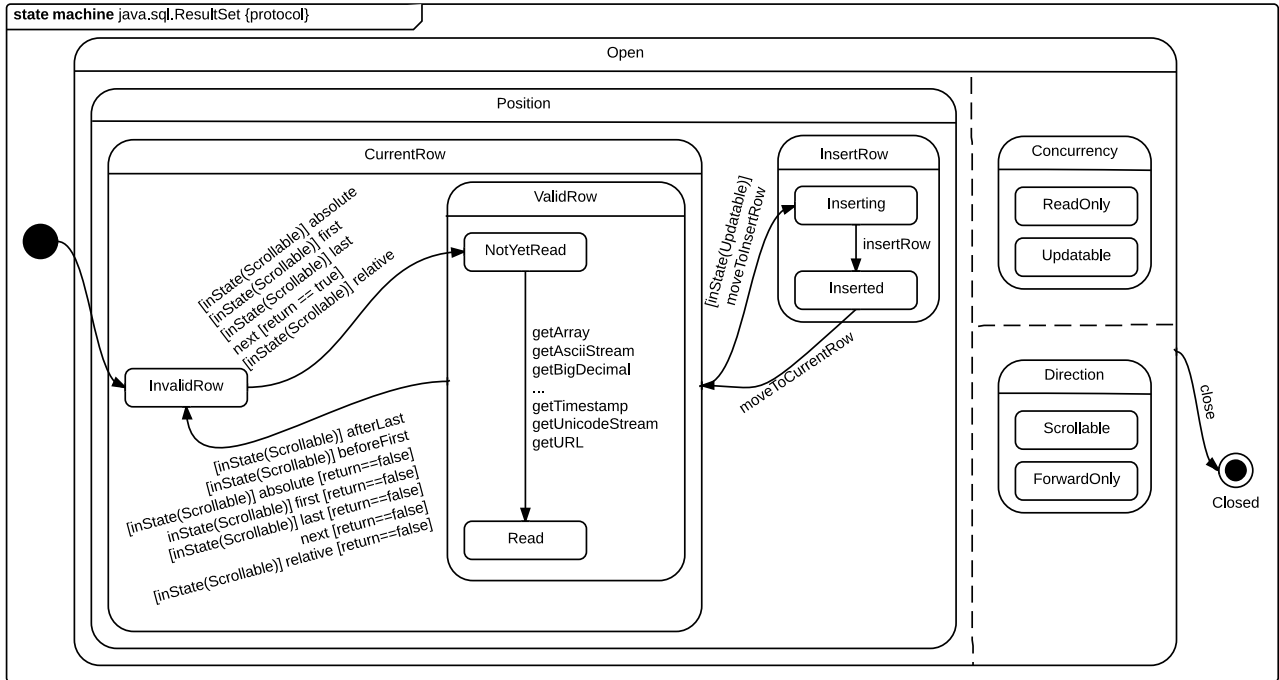 state machine java.sql.ResultSet {protocol}
Open
Position
CurrentRow
InsertRow
Concurrency
ValidRow
Inserting
ReadOnly
[inState(Scrollable)] absolute
[inState(Scrollable)] first
[inState(Scrollable)] last
next [return == true]
[inState(Scrollable)] relative
NotYetRead
[inState(Updatable)]
moveToInsertRow
insertRow
Updatable
Inserted
getArray
getAsciiStream
getBigDecimal
...
getTimestamp
getUnicodeStream
getURL
InvalidRow
moveToCurrentRow
Direction
close
Scrollable
[inState(Scrollable)] afterLast
[inState(Scrollable)] beforeFirst
[inState(Scrollable)] absolute [return==false]
inState(Scrollable)] first [return==false]
[inState(Scrollable)] last [return==false]
next [return==false]
[inState(Scrollable)] relative [return==false]
ForwardOnly
Closed
Read